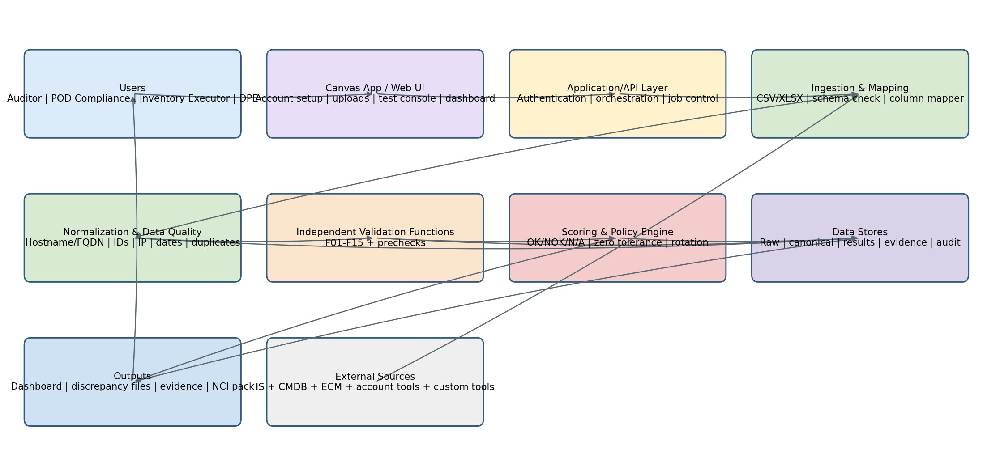 Users
Auditor | POD Compliance | Inventory Executor | DPE
Canvas App / Web UI
Account setup | uploads | test console | dashboard
Application/API Layer
Authentication | orchestration | job control
Ingestion & Mapping
CSV/XLSX | schema check | column mapper
Normalization & Data Quality
Hostname/FQDN | IDs | IP | dates | duplicates
Independent Validation Functions
F01-F15 + prechecks
Scoring & Policy Engine
OK/NOK/N/A | zero tolerance | rotation
Data Stores
Raw | canonical | results | evidence | audit
Outputs
Dashboard | discrepancy files | evidence | NCI pack
External Sources
IS + CMDB + ECM + account tools + custom tools